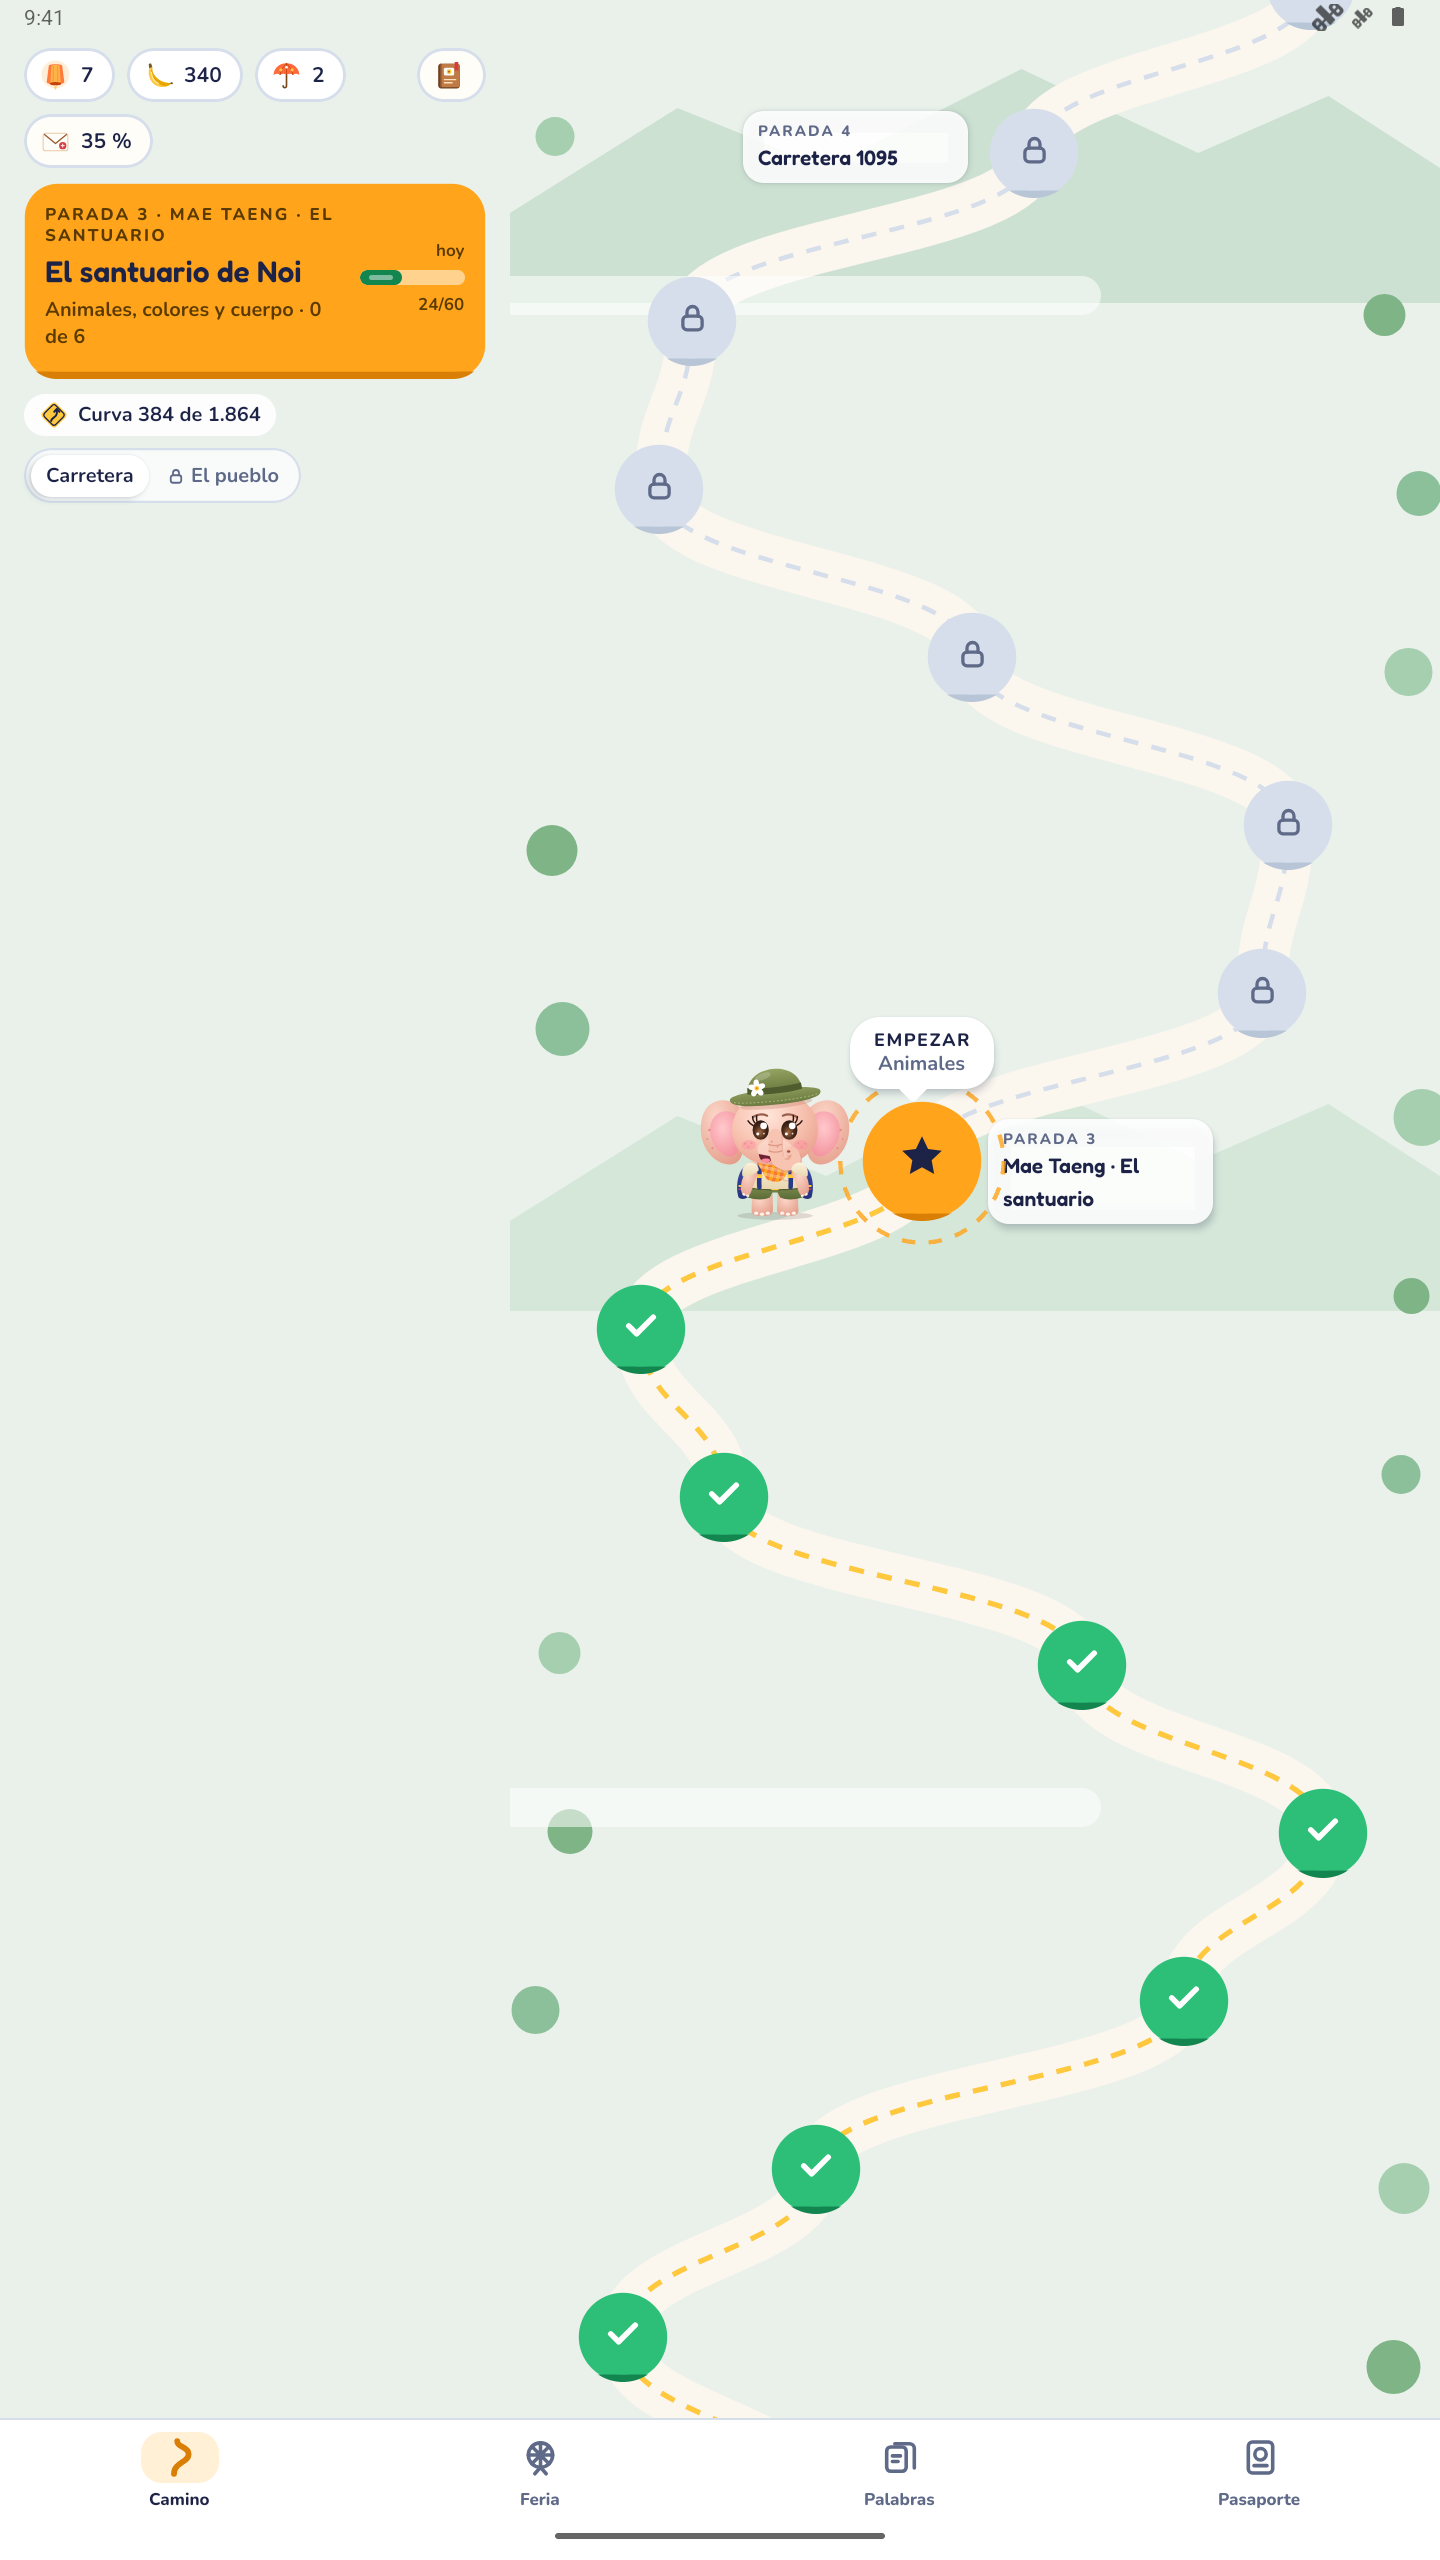 9:41
7
340
2
35 %
PARADA 3 · MAE TAENG · EL
SANTUARIO
El santuario de Noi
Animales, colores y cuerpo · 0
de 6
hoy
24/60
Curva 384 de 1.864
Carretera
El pueblo
PARADA 4
Carretera 1095
EMPEZAR
Animales
PARADA 3
Mae Taeng · El
santuario
Camino
Feria
Palabras
Pasaporte